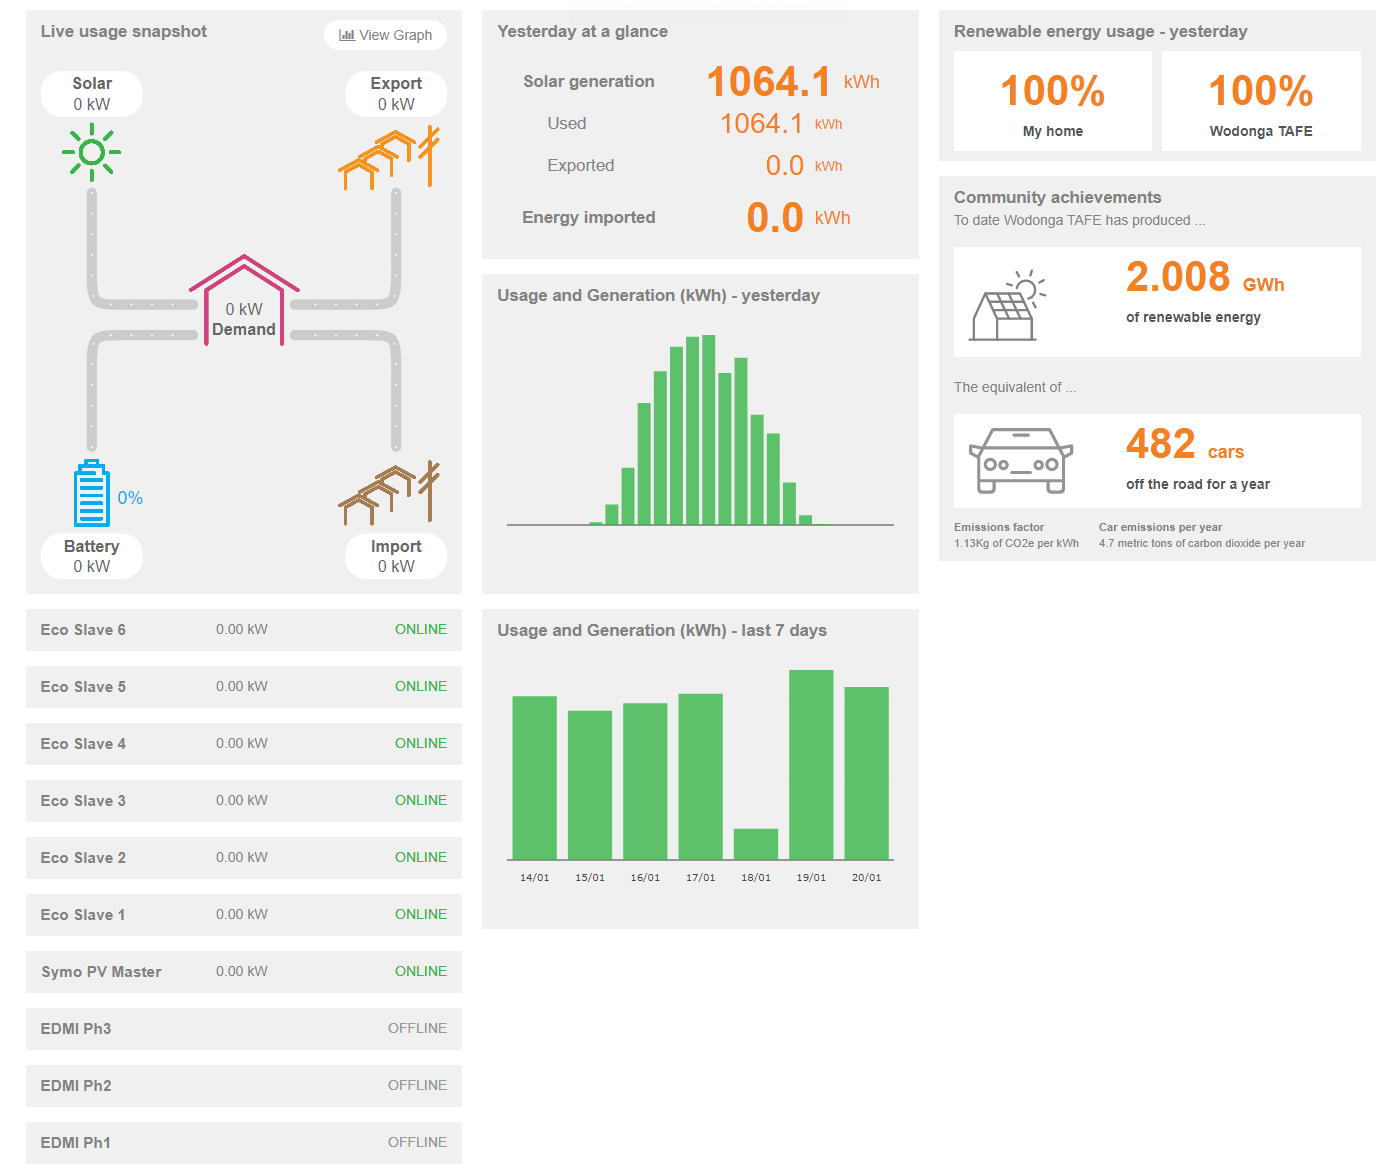 Live usage snapshot
View Graph
Solar
0 kW
Export
0 kW
0 kW
Demand
0%
Battery
0 kW
Import
0 kW
Eco Slave 6 0.00 kW ONLINE
Eco Slave 5 0.00 kW ONLINE
Eco Slave 4 0.00 kW ONLINE
Eco Slave 3 0.00 kW ONLINE
Eco Slave 2 0.00 kW ONLINE
Eco Slave 1 0.00 kW ONLINE
Symo PV Master 0.00 kW ONLINE
EDMI Ph3 OFFLINE
EDMI Ph2 OFFLINE
EDMI Ph1 OFFLINE
Yesterday at a glance
Solar generation 1064.1 kWh
Used 1064.1 kWh
Exported 0.0 kWh
Energy imported 0.0 kWh
Usage and Generation (kWh) - yesterday
Usage and Generation (kWh) - last 7 days
14/01 15/01 16/01 17/01 18/01 19/01 20/01
Renewable energy usage - yesterday
100%
My home
100%
Wodonga TAFE
Community achievements
To date Wodonga TAFE has produced ...
2.008 GWh
of renewable energy
The equivalent of ...
482 cars
off the road for a year
Emissions factor
1.13Kg of CO2e per kWh
Car emissions per year
4.7 metric tons of carbon dioxide per year